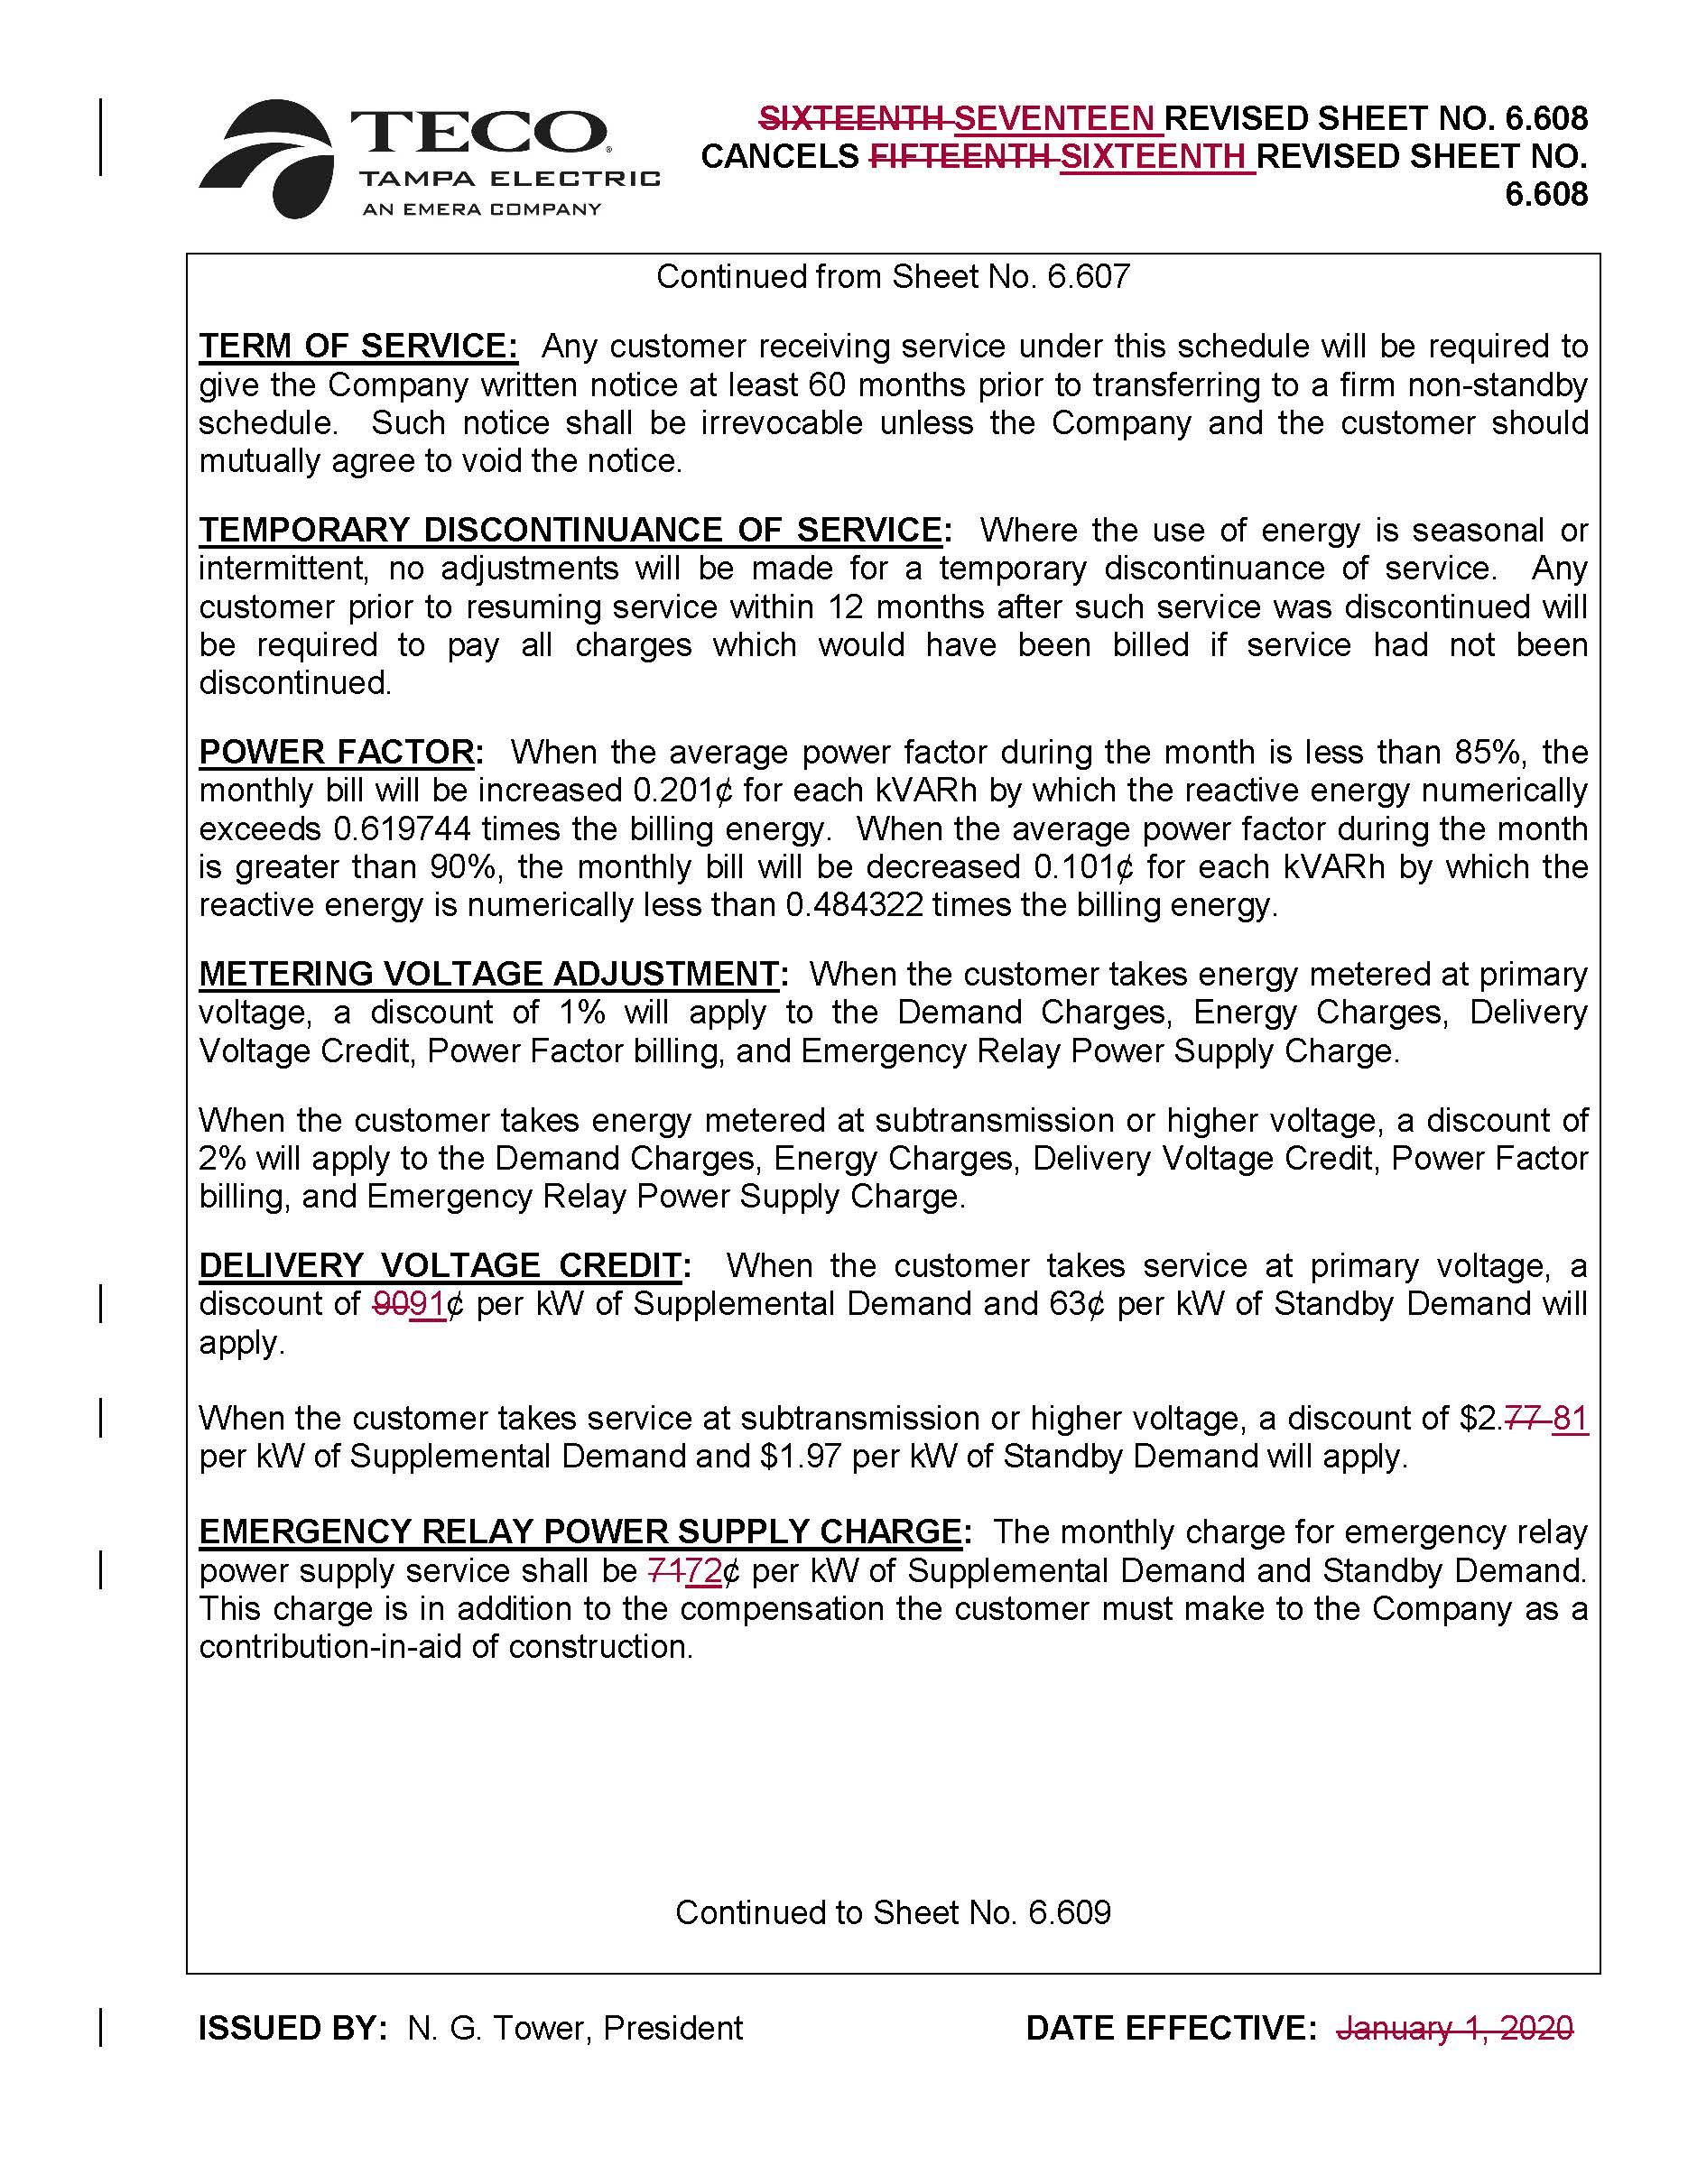 TECO®
TAMPA ELECTRIC
AN EMERA COMPANY
SIXTEENTH SEVENTEEN REVISED SHEET NO. 6.608
CANCELS FIFTEENTH SIXTEENTH REVISED SHEET NO.
6.608
Continued from Sheet No. 6.607
TERM OF SERVICE: Any customer receiving service under this schedule will be required to
give the Company written notice at least 60 months prior to transferring to a firm non-standby
schedule. Such notice shall be irrevocable unless the Company and the customer should
mutually agree to void the notice.
TEMPORARY DISCONTINUANCE OF SERVICE: Where the use of energy is seasonal or
intermittent, no adjustments will be made for a temporary discontinuance of service. Any
customer prior to resuming service within 12 months after such service was discontinued will
be required to pay all charges which would have been billed if service had not been
discontinued.
POWER FACTOR: When the average power factor during the month is less than 85%, the
monthly bill will be increased 0.201¢ for each kVARh by which the reactive energy numerically
exceeds 0.619744 times the billing energy. When the average power factor during the month
is greater than 90%, the monthly bill will be decreased 0.101¢ for each kVARh by which the
reactive energy is numerically less than 0.484322 times the billing energy.
METERING VOLTAGE ADJUSTMENT: When the customer takes energy metered at primary
voltage, a discount of 1% will apply to the Demand Charges, Energy Charges, Delivery
Voltage Credit, Power Factor billing, and Emergency Relay Power Supply Charge.
When the customer takes energy metered at subtransmission or higher voltage, a discount of
2% will apply to the Demand Charges, Energy Charges, Delivery Voltage Credit, Power Factor
billing, and Emergency Relay Power Supply Charge.
DELIVERY VOLTAGE CREDIT: When the customer takes service at primary voltage, a
discount of 9091¢ per kW of Supplemental Demand and 63¢ per kW of Standby Demand will
apply.
When the customer takes service at subtransmission or higher voltage, a discount of $2.77 81
per kW of Supplemental Demand and $1.97 per kW of Standby Demand will apply.
EMERGENCY RELAY POWER SUPPLY CHARGE: The monthly charge for emergency relay
power supply service shall be 7172¢ per kW of Supplemental Demand and Standby Demand.
This charge is in addition to the compensation the customer must make to the Company as a
contribution-in-aid of construction.
Continued to Sheet No. 6.609
ISSUED BY: N. G. Tower, President
DATE EFFECTIVE: January 1, 2020